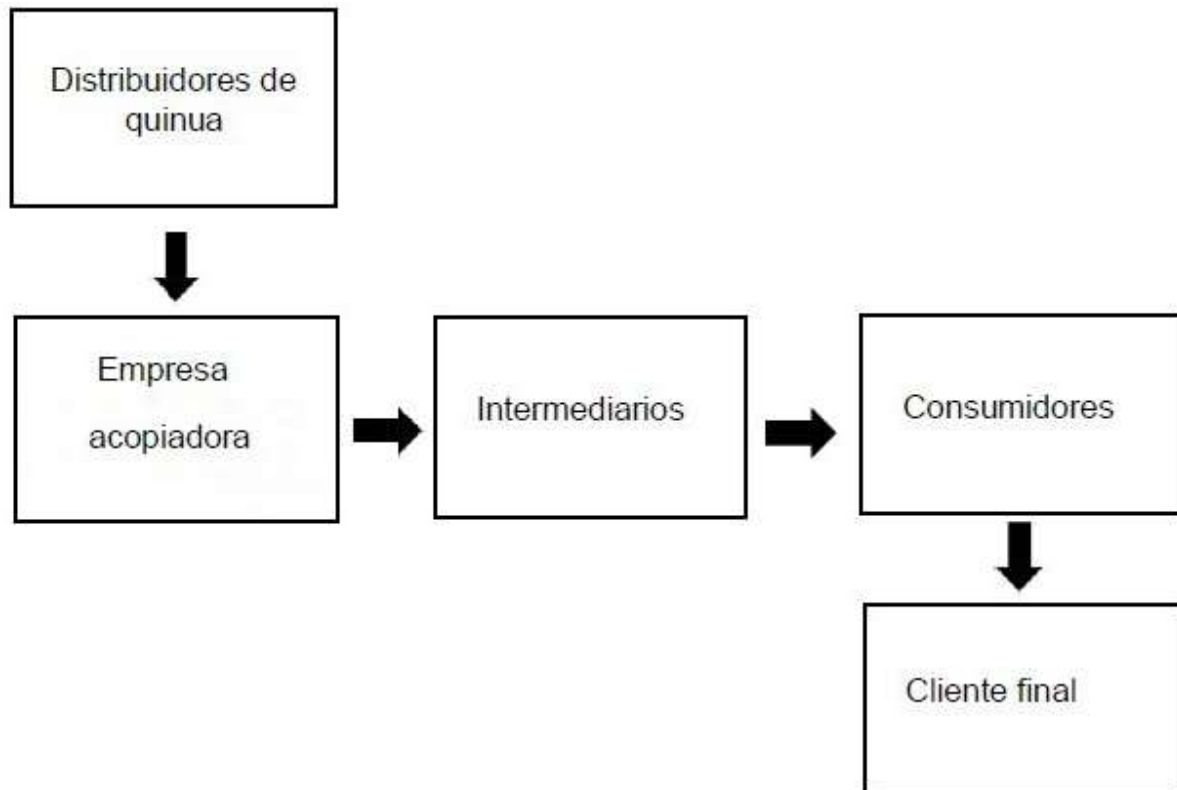 Distribuidores de
quinua
Empresa
acopiadora
Intermediarios
Consumidores
Cliente final